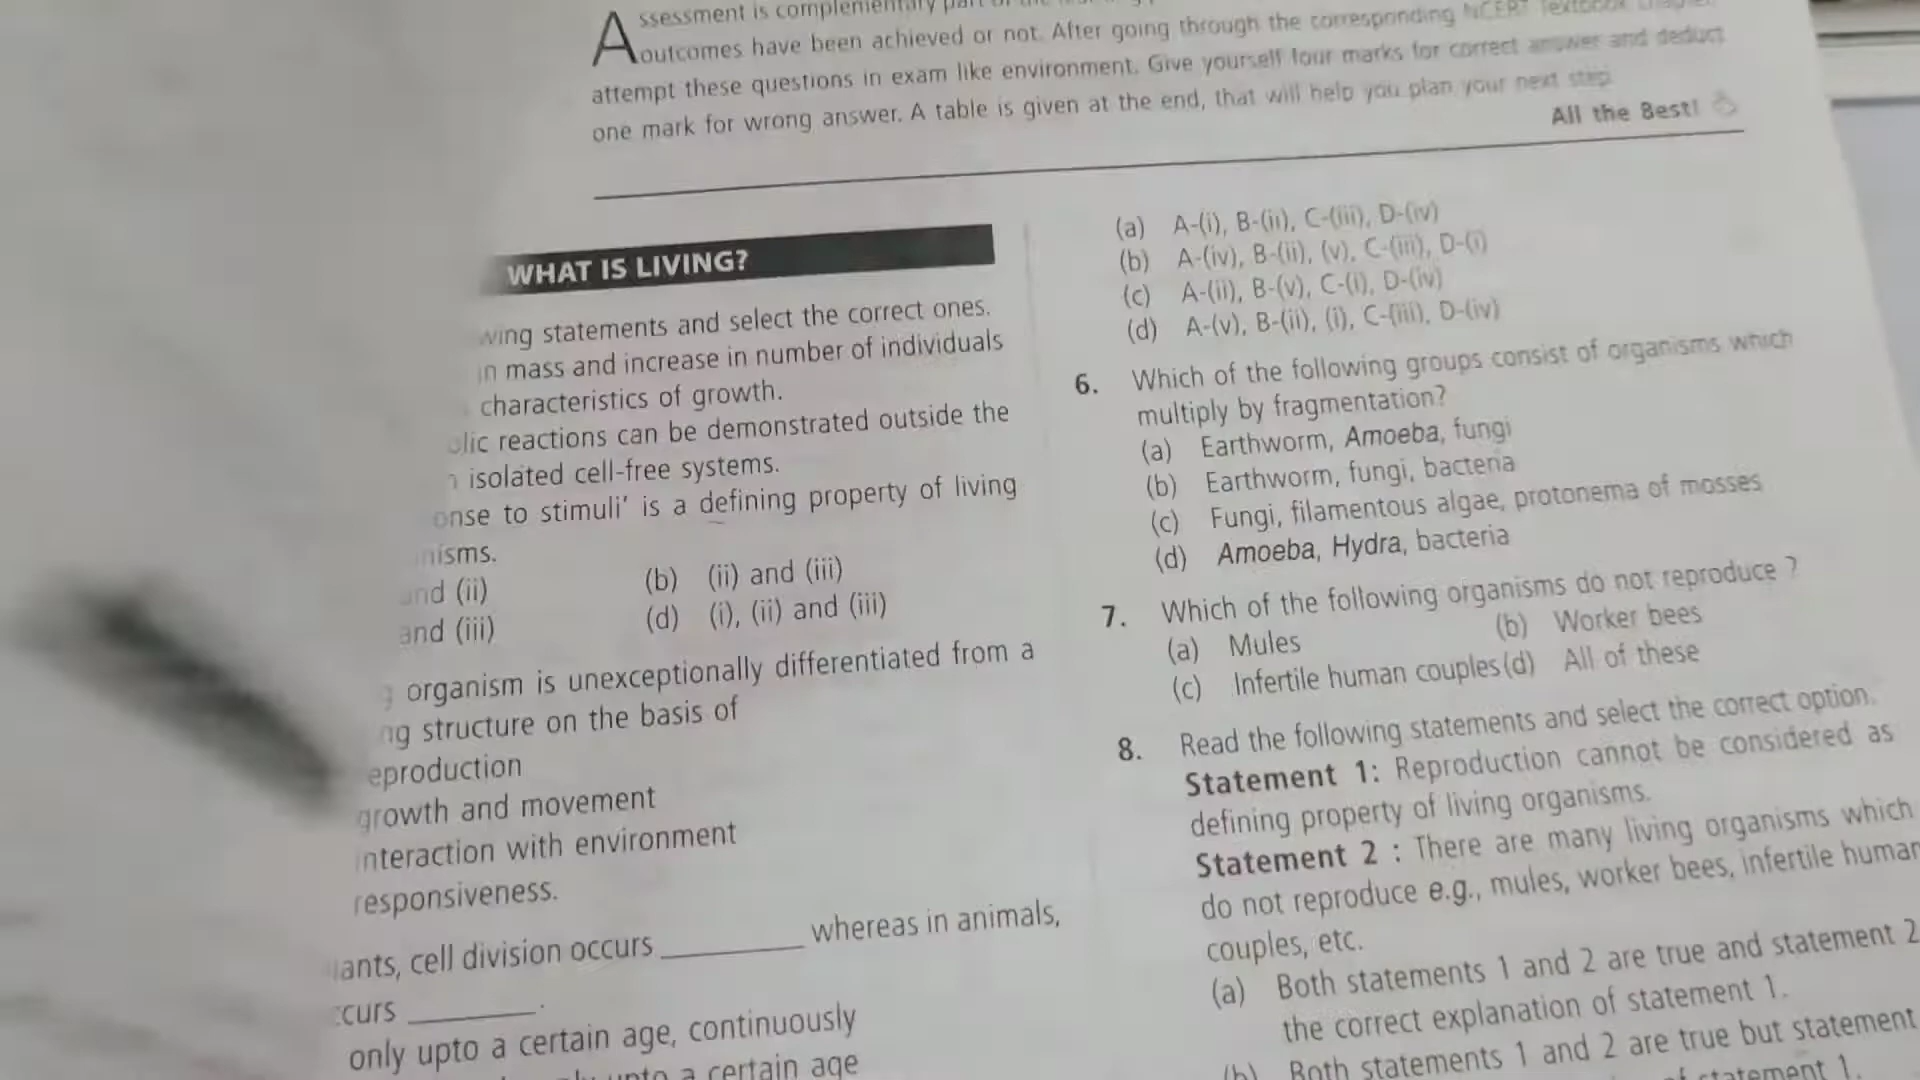 Assessment is complementary
outcomes have been achieved or not. After going through the corresponding NCERT Textbook
attempt these questions in exam like environment. Give yourself four marks for correct answer and deduct
one mark for wrong answer. A table is given at the end, that will help you plan your next step.
All the Best!
WHAT IS LIVING?
statements and select the correct ones.
in mass and increase in number of individuals
characteristics of growth.
reactions can be demonstrated outside the
isolated cell-free systems.
to stimuli' is a defining property of living
and (ii) (b) (ii) and (iii)
and (iii) (d) (i), (ii) and (iii)
organism is unexceptionally differentiated from a
structure on the basis of
eproduction
growth and movement
interaction with environment
responsiveness.
cell division occurs ________ whereas in animals,
________.
only upto a certain age, continuously
upto a certain age
(a) A-(i), B-(ii), C-(iii), D-(iv)
(b) A-(iv), B-(ii), (v), C-(iii), D-(i)
(c) A-(ii), B-(v), C-(i), D-(iv)
(d) A-(v), B-(ii), (i), C-(iii), D-(iv)
6. Which of the following groups consist of organisms which
multiply by fragmentation?
(a) Earthworm, Amoeba, fungi
(b) Earthworm, fungi, bacteria
(c) Fungi, filamentous algae, protonema of mosses
(d) Amoeba, Hydra, bacteria
7. Which of the following organisms do not reproduce ?
(a) Mules (b) Worker bees
(c) Infertile human couples (d) All of these
8. Read the following statements and select the correct option.
Statement 1: Reproduction cannot be considered as
defining property of living organisms.
Statement 2 : There are many living organisms which
do not reproduce e.g., mules, worker bees, infertile human
couples, etc.
(a) Both statements 1 and 2 are true and statement 2
the correct explanation of statement 1.
(b) Both statements 1 and 2 are true but statement
of statement 1.